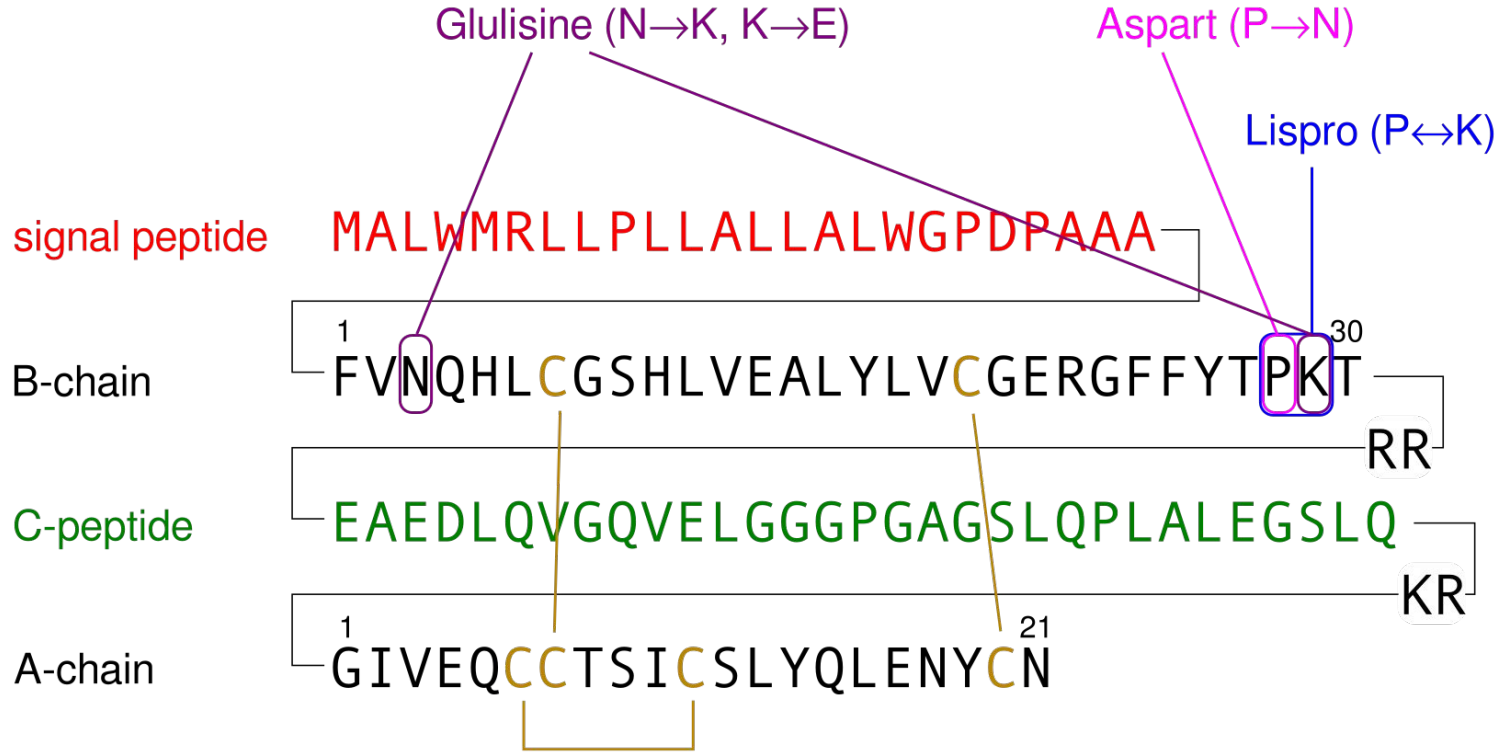 Glulisine (N→K, K→E) Aspart (P→N)
Lispro (P↔K)
signal peptide MALWMRLLPLLALLALWGPDPAAA
1 30
B-chain FVNQHLCGSHLVEALYLVCGERGFFYTPKT
RR
C-peptide EAEDLQVGQVELGGGPGAGSLQPLALEGSLQ
KR
1 21
A-chain GIVEQCCTSICSLYQLENYCN